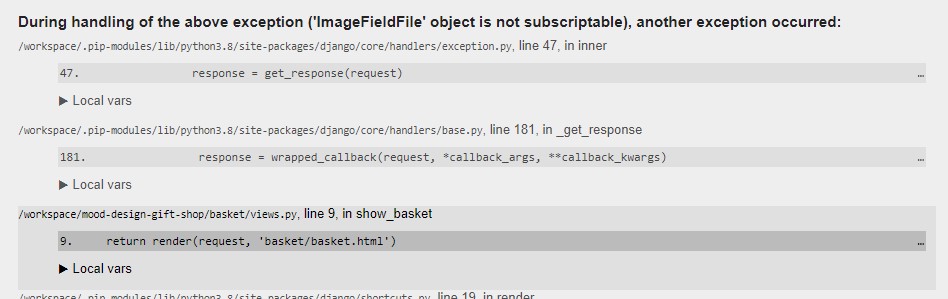 During handling of the above exception ('ImageFieldFile' object is not subscriptable), another exception occurred:
/workspace/.pip-modules/lib/python3.8/site-packages/django/core/handlers/exception.py, line 47, in inner
47. response = get_response(request) …
▶ Local vars
/workspace/.pip-modules/lib/python3.8/site-packages/django/core/handlers/base.py, line 181, in _get_response
181. response = wrapped_callback(request, *callback_args, **callback_kwargs) …
▶ Local vars
/workspace/mood-design-gift-shop/basket/views.py, line 9, in show_basket
9. return render(request, 'basket/basket.html') …
▶ Local vars
/workspace/.pip-modules/lib/python3.8/site-packages/django/shortcuts.py, line 19, in render